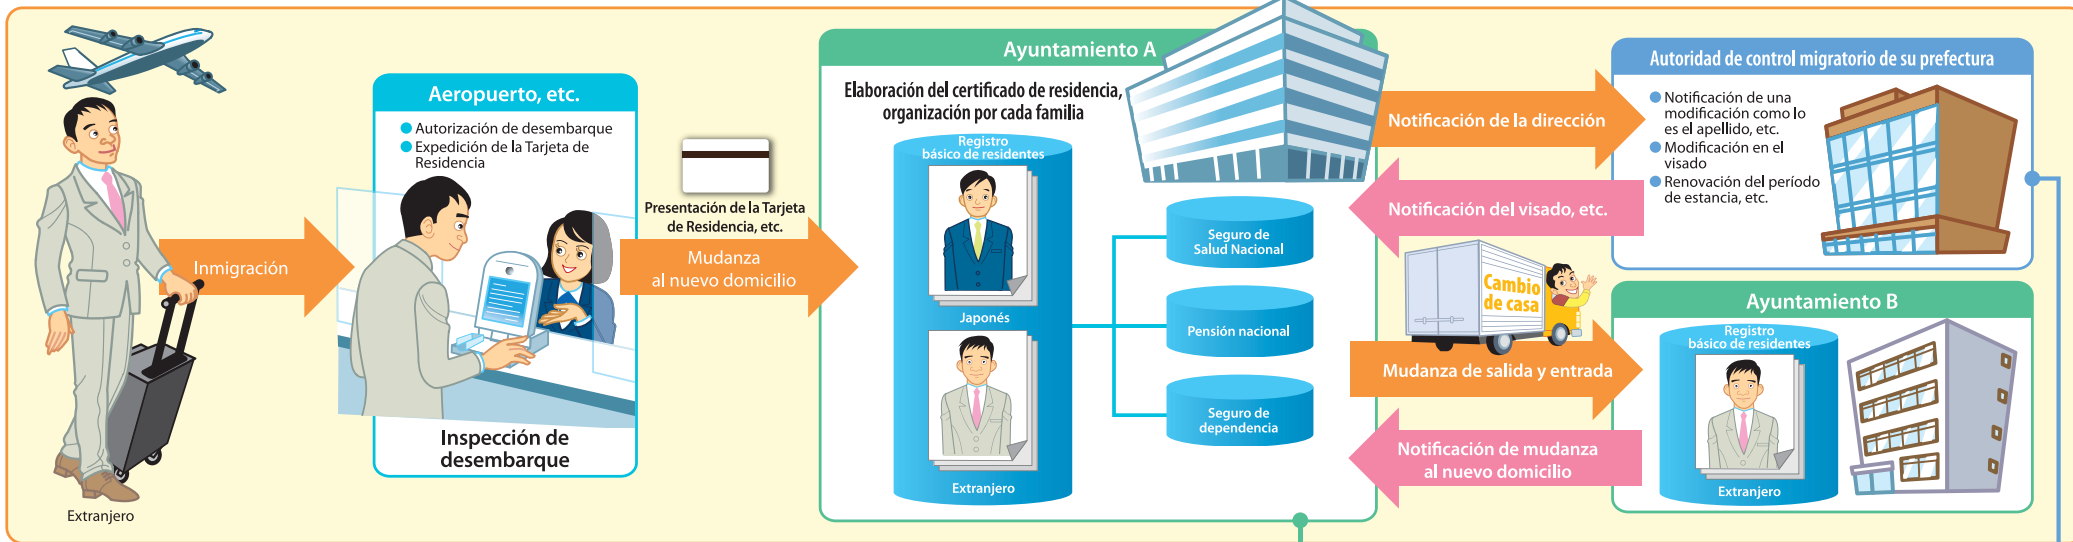 Extranjero
Inmigración
Aeropuerto, etc.
● Autorización de desembarque
● Expedición de la Tarjeta de
Residencia
Inspección de
desembarque
Presentación de la Tarjeta
de Residencia, etc.
Mudanza
al nuevo domicilio
Ayuntamiento A
Elaboración del certificado de residencia,
organización por cada familia
Registro
básico de residentes
Japonés
Extranjero
Seguro de
Salud Nacional
Pensión nacional
Seguro de
dependencia
Notificación de la dirección
Notificación del visado, etc.
Cambio
de casa
Mudanza de salida y entrada
Notificación de mudanza
al nuevo domicilio
Autoridad de control migratorio de su prefectura
● Notificación de una
modificación como lo
es el apellido, etc.
● Modificación en el
visado
● Renovación del período
de estancia, etc.
Ayuntamiento B
Registro
básico de residentes
Extranjero